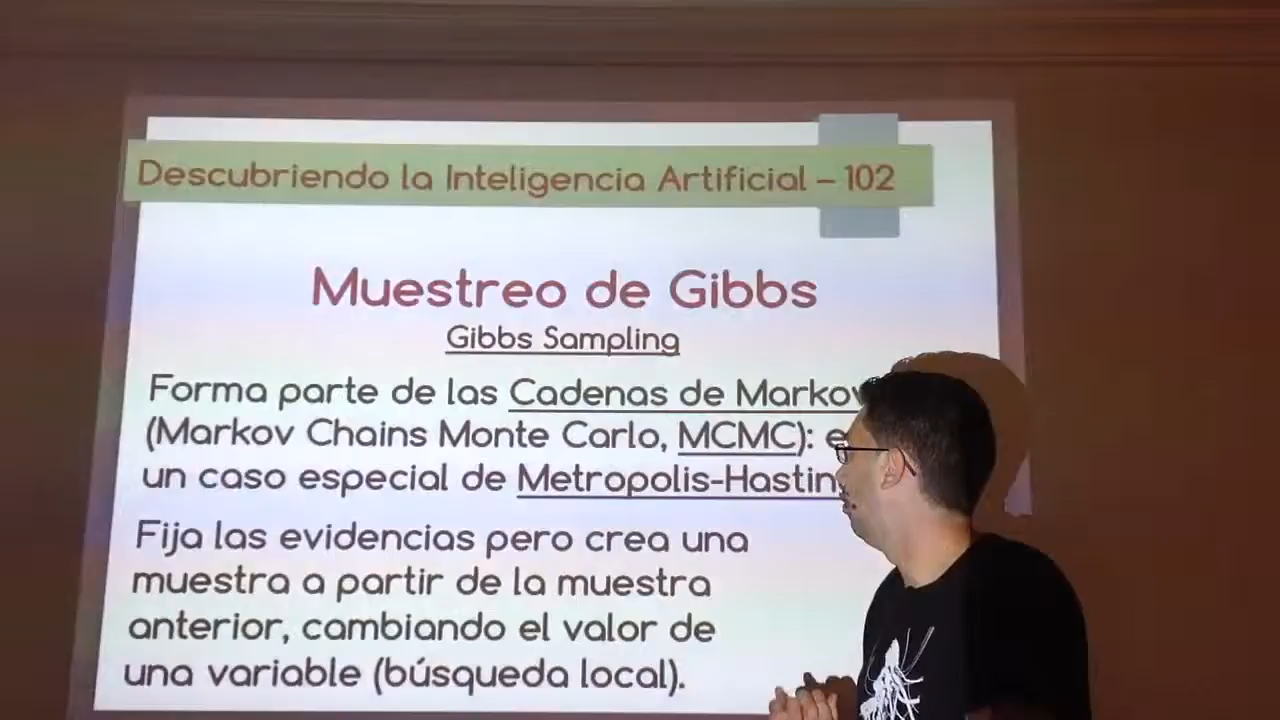 Descubriendo la Inteligencia Artificial – 102
Muestreo de Gibbs
Gibbs Sampling
Forma parte de las Cadenas de Markov
(Markov Chains Monte Carlo, MCMC):
un caso especial de
Fija las evidencias pero crea una
muestra a partir de la muestra
anterior, cambiando el valor de
una variable (búsqueda local).